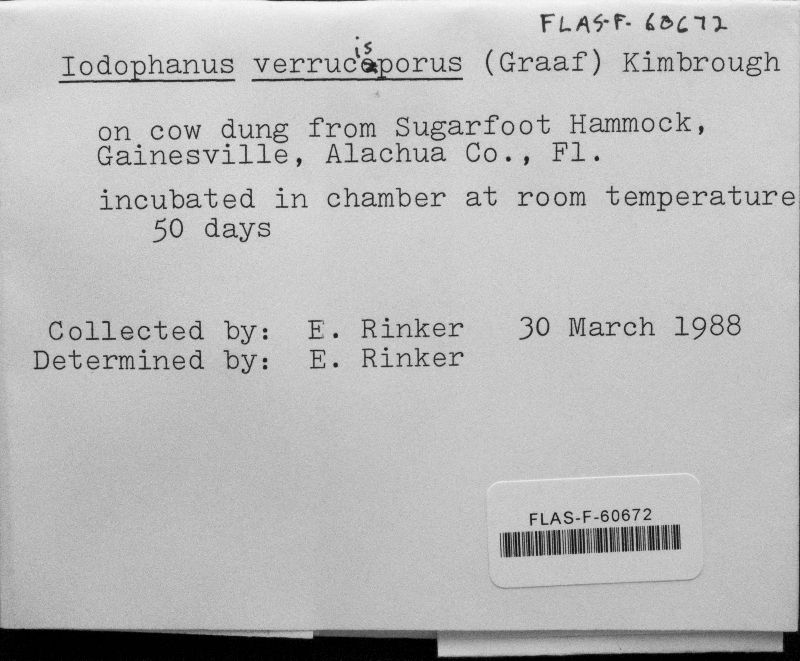 FLAS-F. 60672
Iodophanus verrucisporus (Graaf) Kimbrough
on cow dung from Sugarfoot Hammock,
Gainesville, Alachua Co., Fl.
incubated in chamber at room temperature
50 days
Collected by: E. Rinker 30 March 1988
Determined by: E. Rinker
FLAS-F-60672